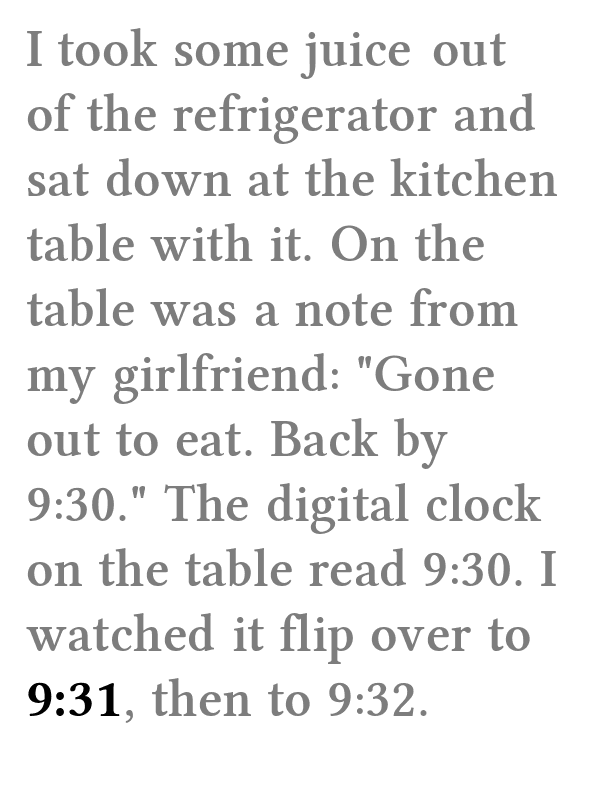 I took some juice out
of the refrigerator and
sat down at the kitchen
table with it. On the
table was a note from
my girlfriend: "Gone
out to eat. Back by
9:30." The digital clock
on the table read 9:30. I
watched it flip over to
9:31, then to 9:32.